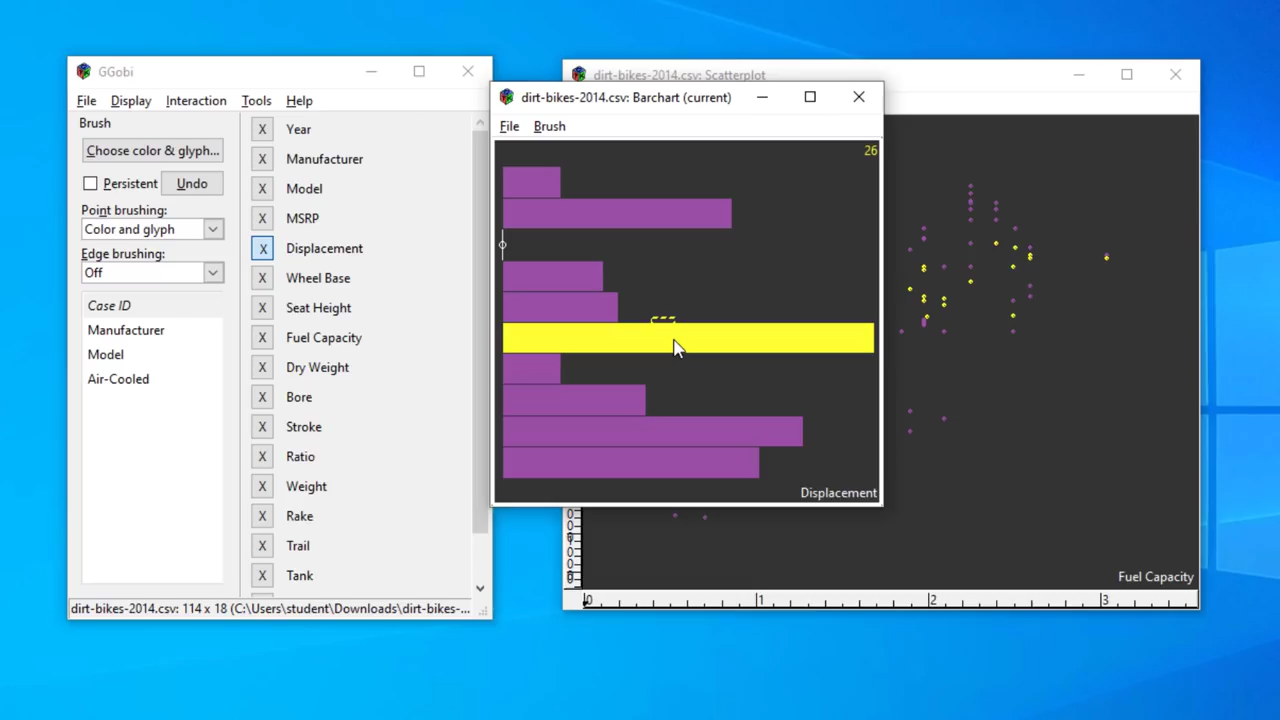 GGobi
File Display Interaction Tools Help
Brush
Choose color & glyph...
Persistent Undo
Point brushing:
Color and glyph
Edge brushing:
Off
Case ID
Manufacturer
Model
Air-Cooled
X Year
X Manufacturer
X Model
X MSRP
X Displacement
X Wheel Base
X Seat Height
X Fuel Capacity
X Dry Weight
X Bore
X Stroke
X Ratio
X Weight
X Rake
X Trail
X Tank
dirt-bikes-2014.csv: 114 x 18 (C:\Users\student\Downloads\dirt-bikes-...
dirt-bikes-2014.csv: Barchart (current)
File Brush
26
Displacement
dirt-bikes-2014.csv: Scatterplot
Fuel Capacity
0 1 2 3